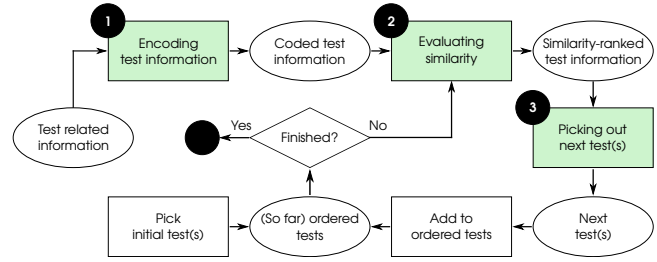 1
Encoding
test information
Coded test
information
2
Evaluating
similarity
Similarity-ranked
test information
3
Picking out
next test(s)
Test related
information
Yes
Finished?
No
Pick
initial test(s)
(So far) ordered
tests
Add to
ordered tests
Next
test(s)